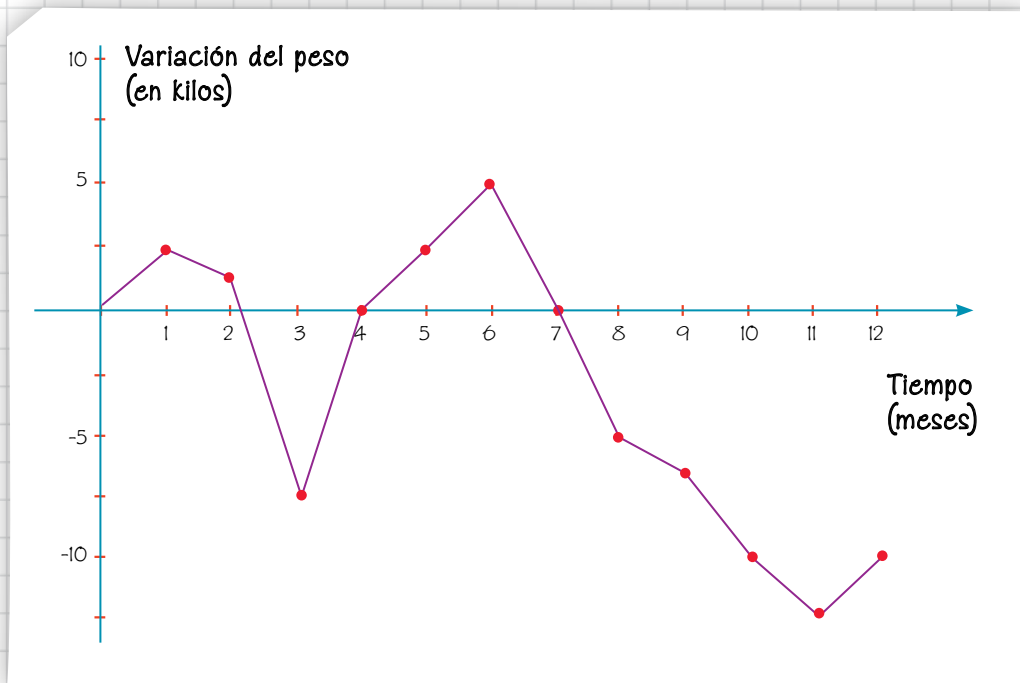 10
Variación del peso
(en kilos)
5
1 2 3 4 5 6 7 8 9 10 11 12
Tiempo
(meses)
-5
-10